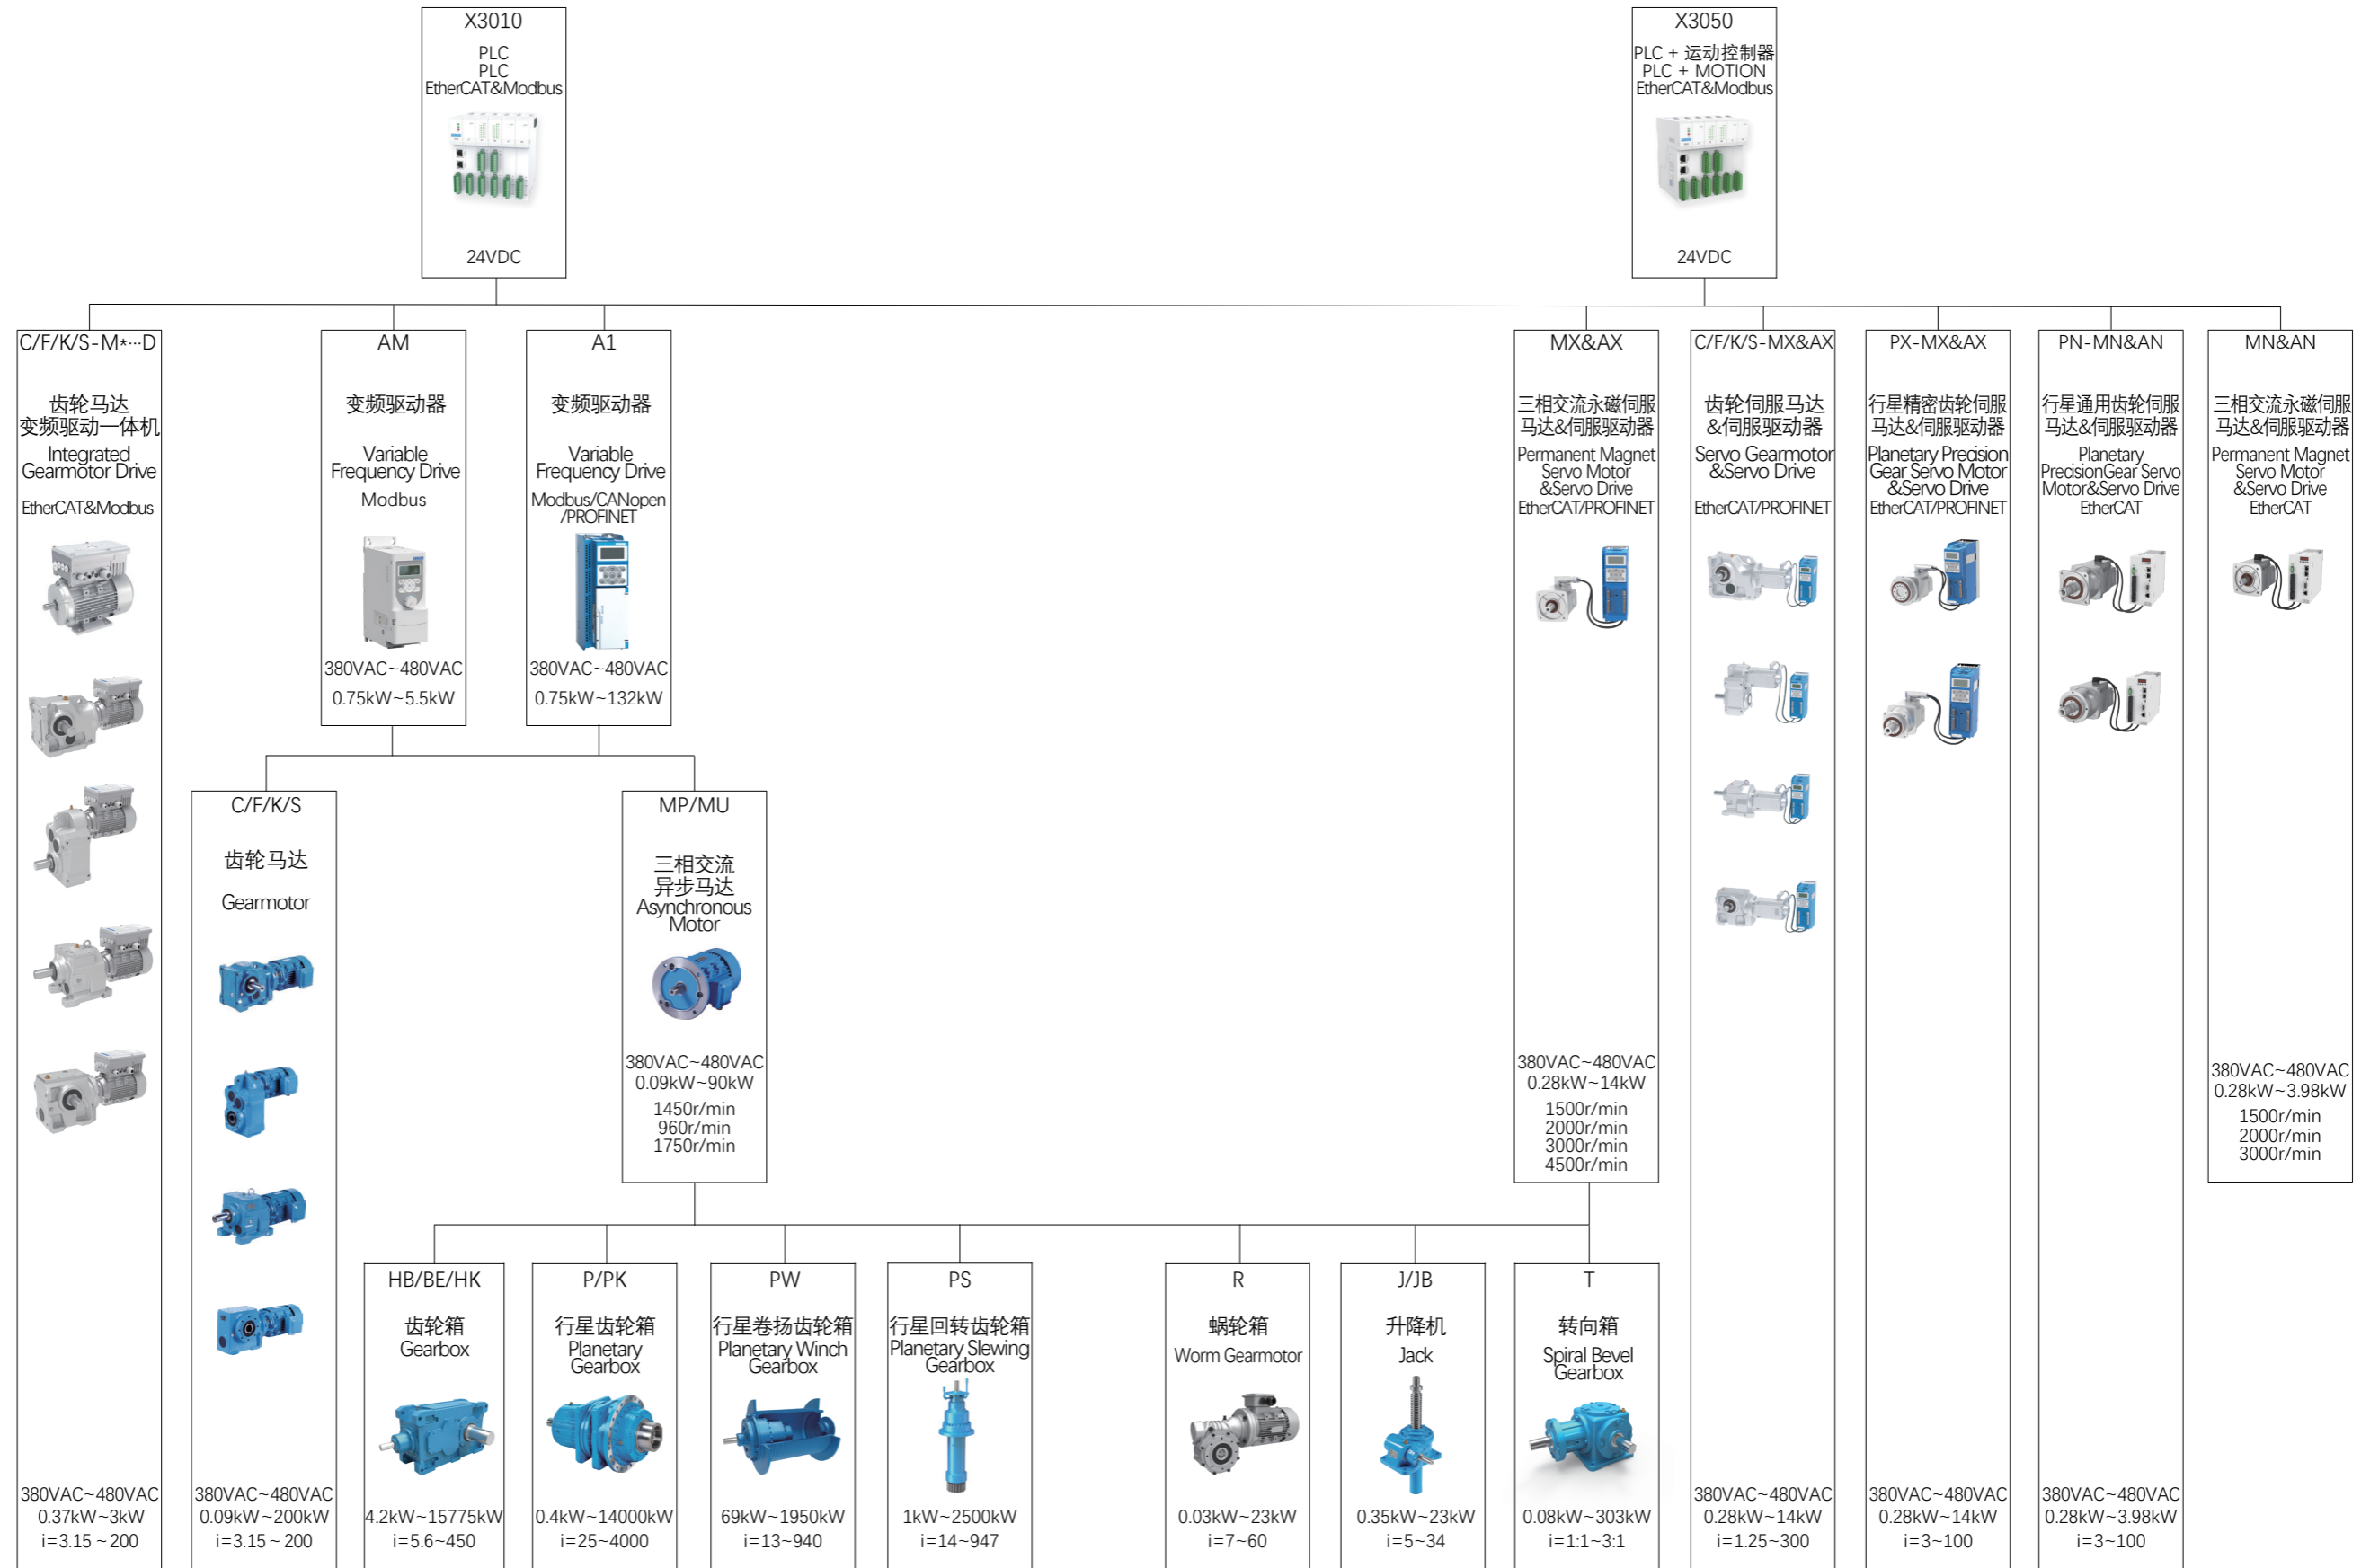 X3010
PLC
PLC
EtherCAT&Modbus
24VDC
X3050
PLC + 运动控制器
PLC + MOTION
EtherCAT&Modbus
24VDC
C/F/K/S-M*···D
齿轮马达
变频驱动一体机
Integrated
Gearmotor Drive
EtherCAT&Modbus
380VAC~480VAC
0.37kW~3kW
i=3.15 ~ 200
AM
变频驱动器
Variable
Frequency Drive
Modbus
380VAC~480VAC
0.75kW~5.5kW
A1
变频驱动器
Variable
Frequency Drive
Modbus/CANopen
/PROFINET
380VAC~480VAC
0.75kW~132kW
MX&AX
三相交流永磁伺服
马达&伺服驱动器
Permanent Magnet
Servo Motor
&Servo Drive
EtherCAT/PROFINET
380VAC~480VAC
0.28kW~14kW
1500r/min
2000r/min
3000r/min
4500r/min
C/F/K/S-MX&AX
齿轮伺服马达
&伺服驱动器
Servo Gearmotor
&Servo Drive
EtherCAT/PROFINET
380VAC~480VAC
0.28kW~14kW
i=1.25~300
PX-MX&AX
行星精密齿轮伺服
马达&伺服驱动器
Planetary Precision
Gear Servo Motor
&Servo Drive
EtherCAT/PROFINET
380VAC~480VAC
0.28kW~14kW
i=3~100
PN-MN&AN
行星通用齿轮伺服
马达&伺服驱动器
Planetary
PrecisionGear Servo
Motor&Servo Drive
EtherCAT
380VAC~480VAC
0.28kW~3.98kW
i=3~100
MN&AN
三相交流永磁伺服
马达&伺服驱动器
Permanent Magnet
Servo Motor
&Servo Drive
EtherCAT
380VAC~480VAC
0.28kW~3.98kW
1500r/min
2000r/min
3000r/min
C/F/K/S
齿轮马达
Gearmotor
380VAC~480VAC
0.09kW~200kW
i=3.15 ~ 200
MP/MU
三相交流
异步马达
Asynchronous
Motor
380VAC~480VAC
0.09kW~90kW
1450r/min
960r/min
1750r/min
HB/BE/HK
齿轮箱
Gearbox
4.2kW~15775kW
i=5.6~450
P/PK
行星齿轮箱
Planetary
Gearbox
0.4kW~14000kW
i=25~4000
PW
行星卷扬齿轮箱
Planetary Winch
Gearbox
69kW~1950kW
i=13~940
PS
行星回转齿轮箱
Planetary Slewing
Gearbox
1kW~2500kW
i=14~947
R
蜗轮箱
Worm Gearmotor
0.03kW~23kW
i=7~60
J/JB
升降机
Jack
0.35kW~23kW
i=5~34
T
转向箱
Spiral Bevel
Gearbox
0.08kW~303kW
i=1:1~3:1